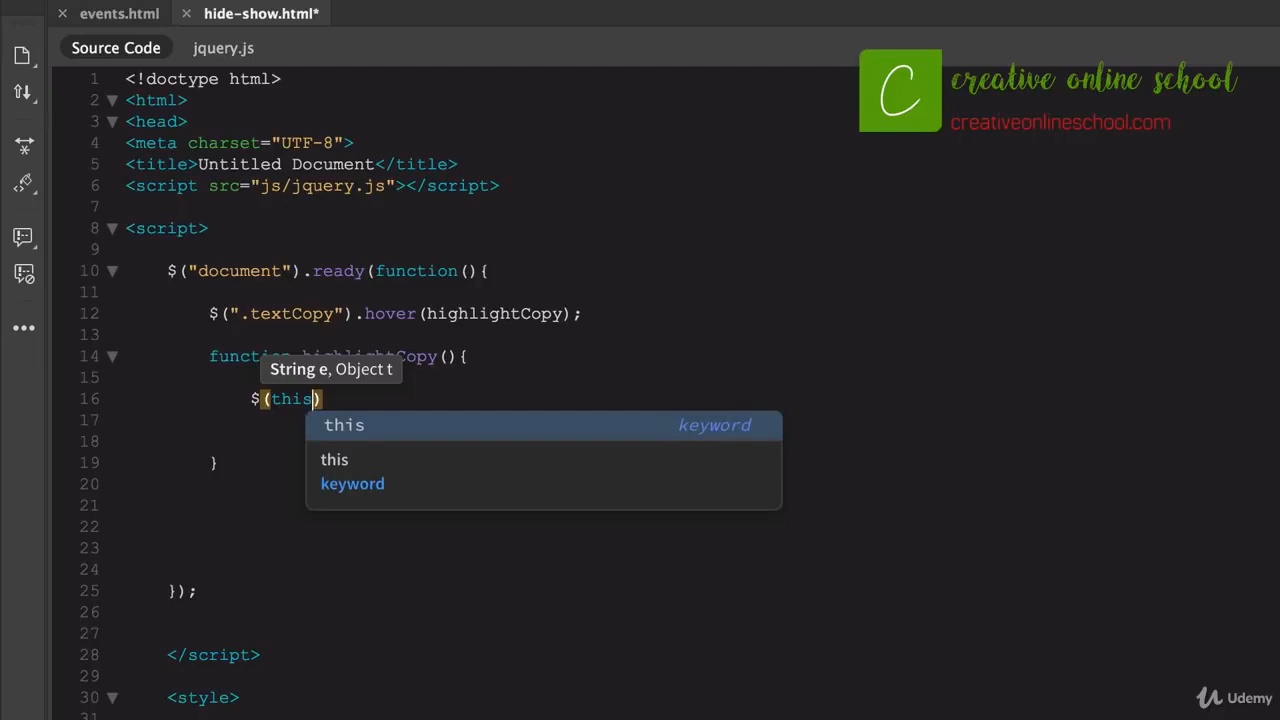 events.html
hide-show.html*
Source Code
jquery.js
creative online school
creativeonlineschool.com
C
1 <!doctype html>
2 <html>
3 <head>
4 <meta charset="UTF-8">
5 <title>Untitled Document</title>
6 <script src="js/jquery.js"></script>
7
8 <script>
9
10 $("document").ready(function(){
11
12 $(".textCopy").hover(highlightCopy);
13
14 function highlightCopy(){
String e, Object t
15
16 $(this)
17
this keyword
18
this
19 }
keyword
20
21
22
23
24
25 });
26
27
28 </script>
29
30 <style>
31
Udemy